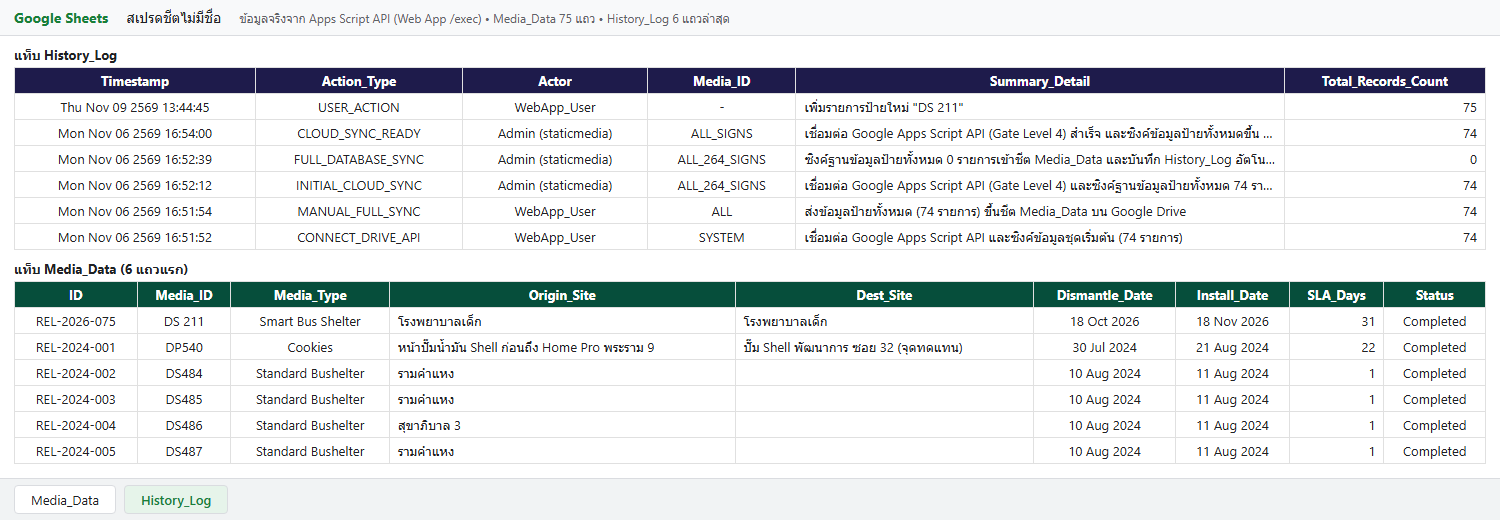 Google Sheets สเปรดชีตไม่มีชื่อ ข้อมูลจริงจาก Apps Script API (Web App /exec) • Media_Data 75 แถว • History_Log 6 แถวล่าสุด
แท็บ History_Log
Timestamp Action_Type Actor Media_ID Summary_Detail Total_Records_Count
Thu Nov 09 2569 13:44:45 USER_ACTION WebApp_User - เพิ่มรายการป้ายใหม่ "DS 211" 75
Mon Nov 06 2569 16:54:00 CLOUD_SYNC_READY Admin (staticmedia) ALL_SIGNS เชื่อมต่อ Google Apps Script API (Gate Level 4) สำเร็จ และซิงค์ข้อมูลป้ายทั้งหมดขึ้น ... 74
Mon Nov 06 2569 16:52:39 FULL_DATABASE_SYNC Admin (staticmedia) ALL_264_SIGNS ซิงค์ฐานข้อมูลป้ายทั้งหมด 0 รายการเข้าชีต Media_Data และบันทึก History_Log อัตโน... 0
Mon Nov 06 2569 16:52:12 INITIAL_CLOUD_SYNC Admin (staticmedia) ALL_264_SIGNS เชื่อมต่อ Google Apps Script API (Gate Level 4) และซิงค์ฐานข้อมูลป้ายทั้งหมด 74 รา... 74
Mon Nov 06 2569 16:51:54 MANUAL_FULL_SYNC WebApp_User ALL ส่งข้อมูลป้ายทั้งหมด (74 รายการ) ขึ้นชีต Media_Data บน Google Drive 74
Mon Nov 06 2569 16:51:52 CONNECT_DRIVE_API WebApp_User SYSTEM เชื่อมต่อ Google Apps Script API และซิงค์ข้อมูลชุดเริ่มต้น (74 รายการ) 74
แท็บ Media_Data (6 แถวแรก)
ID Media_ID Media_Type Origin_Site Dest_Site Dismantle_Date Install_Date SLA_Days Status
REL-2026-075 DS 211 Smart Bus Shelter โรงพยาบาลเด็ก โรงพยาบาลเด็ก 18 Oct 2026 18 Nov 2026 31 Completed
REL-2024-001 DP540 Cookies หน้าปั๊มน้ำมัน Shell ก่อนถึง Home Pro พระราม 9 ปั๊ม Shell พัฒนาการ ซอย 32 (จุดทดแทน) 30 Jul 2024 21 Aug 2024 22 Completed
REL-2024-002 DS484 Standard Bushelter รามคำแหง 10 Aug 2024 11 Aug 2024 1 Completed
REL-2024-003 DS485 Standard Bushelter รามคำแหง 10 Aug 2024 11 Aug 2024 1 Completed
REL-2024-004 DS486 Standard Bushelter สุขาภิบาล 3 10 Aug 2024 11 Aug 2024 1 Completed
REL-2024-005 DS487 Standard Bushelter รามคำแหง 10 Aug 2024 11 Aug 2024 1 Completed
Media_Data History_Log